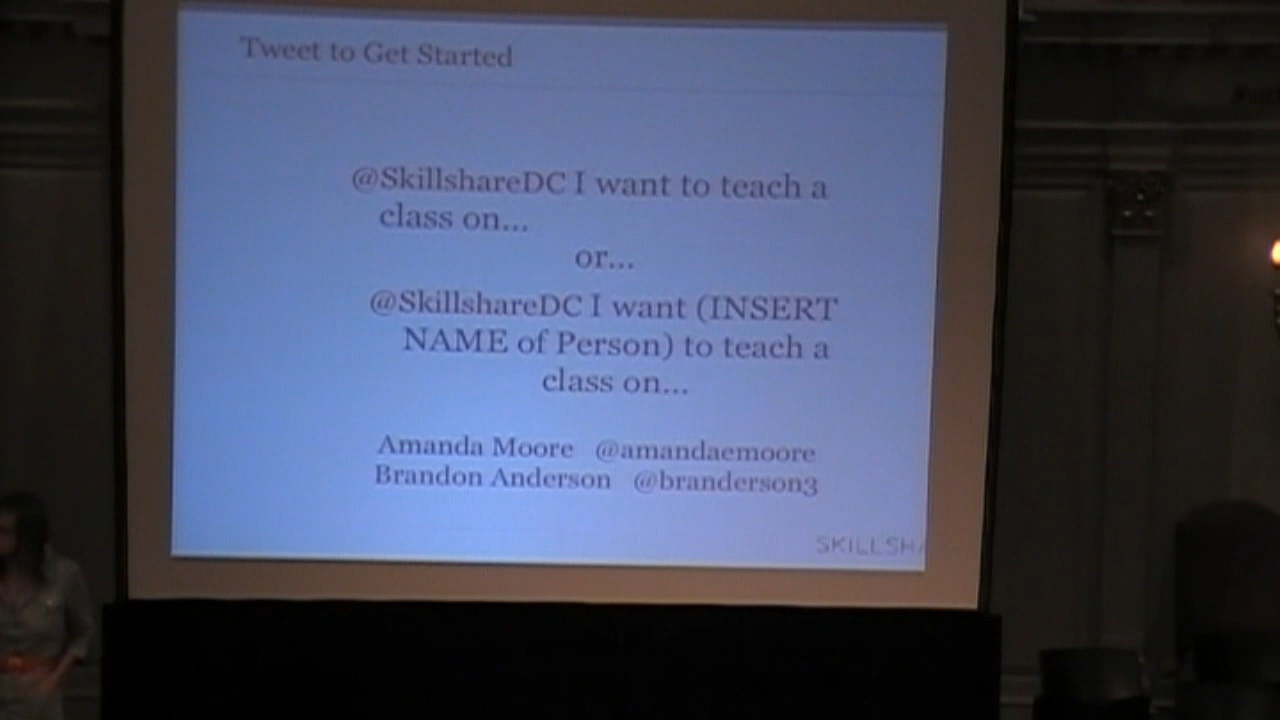 Tweet to Get Started
@SkillshareDC I want to teach a
class on...
or...
@SkillshareDC I want (INSERT
NAME of Person) to teach a
class on...
Amanda Moore @amandaemoore
Brandon Anderson @branderson3
SKILLSHA